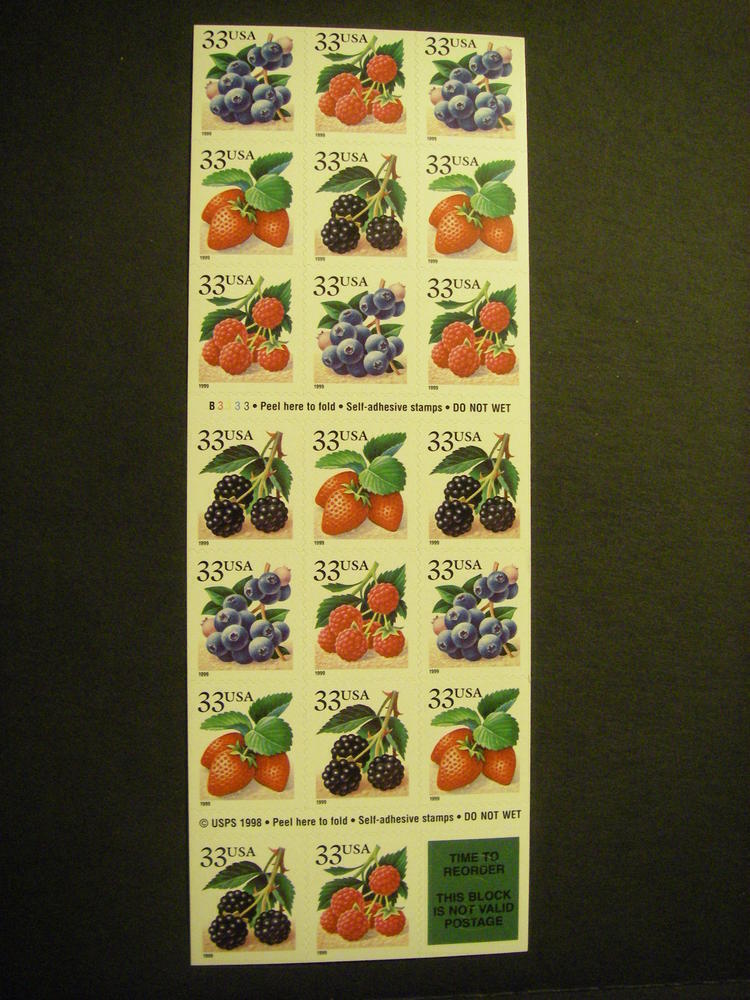 33USA 33USA 33USA
1999 1999 1999
33USA 33USA 33USA
1999 1999 1999
33USA 33USA 33USA
1999 1999 1999
B3333 • Peel here to fold • Self-adhesive stamps • DO NOT WET
33USA 33USA 33USA
1999 1999 1999
33USA 33USA 33USA
1999 1999 1999
33USA 33USA 33USA
1999 1999 1999
© USPS 1998 • Peel here to fold • Self-adhesive stamps • DO NOT WET
33USA 33USA
1999 1999
TIME TO
REORDER
THIS BLOCK
IS NOT VALID
POSTAGE